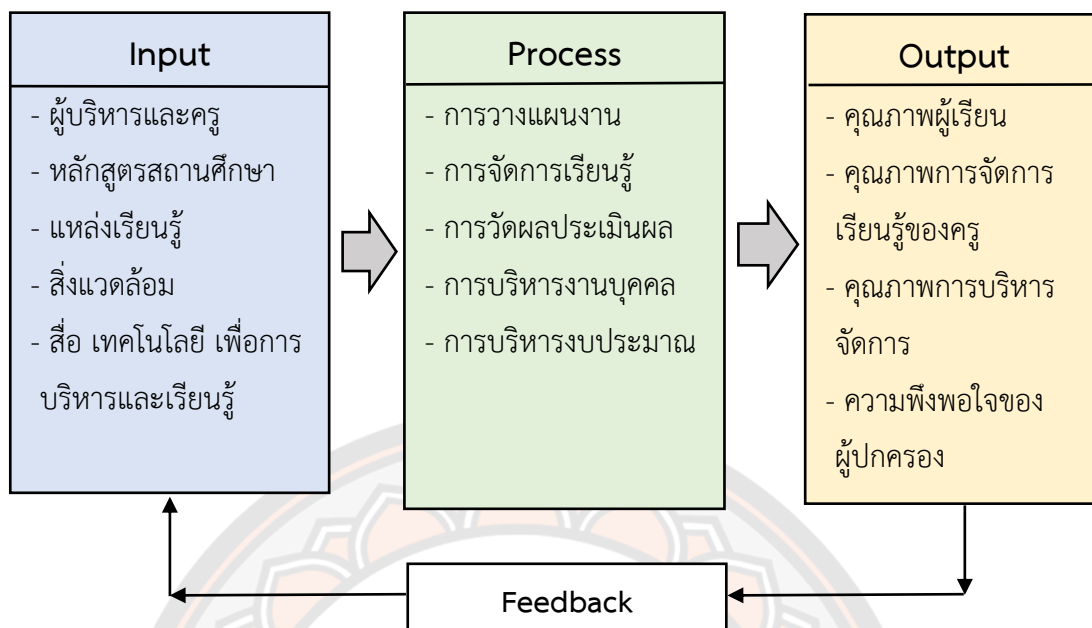 Input
- ผู้บริหารและครู
- หลักสูตรสถานศึกษา
- แหล่งเรียนรู้
- สิ่งแวดล้อม
- สื่อ เทคโนโลยี เพื่อการ
บริหารและเรียนรู้
Process
- การวางแผนงาน
- การจัดการเรียนรู้
- การวัดผลประเมินผล
- การบริหารงานบุคคล
- การบริหารงบประมาณ
Output
- คุณภาพผู้เรียน
- คุณภาพการจัดการ
เรียนรู้ของครู
- คุณภาพการบริหาร
จัดการ
- ความพึงพอใจของ
ผู้ปกครอง
Feedback